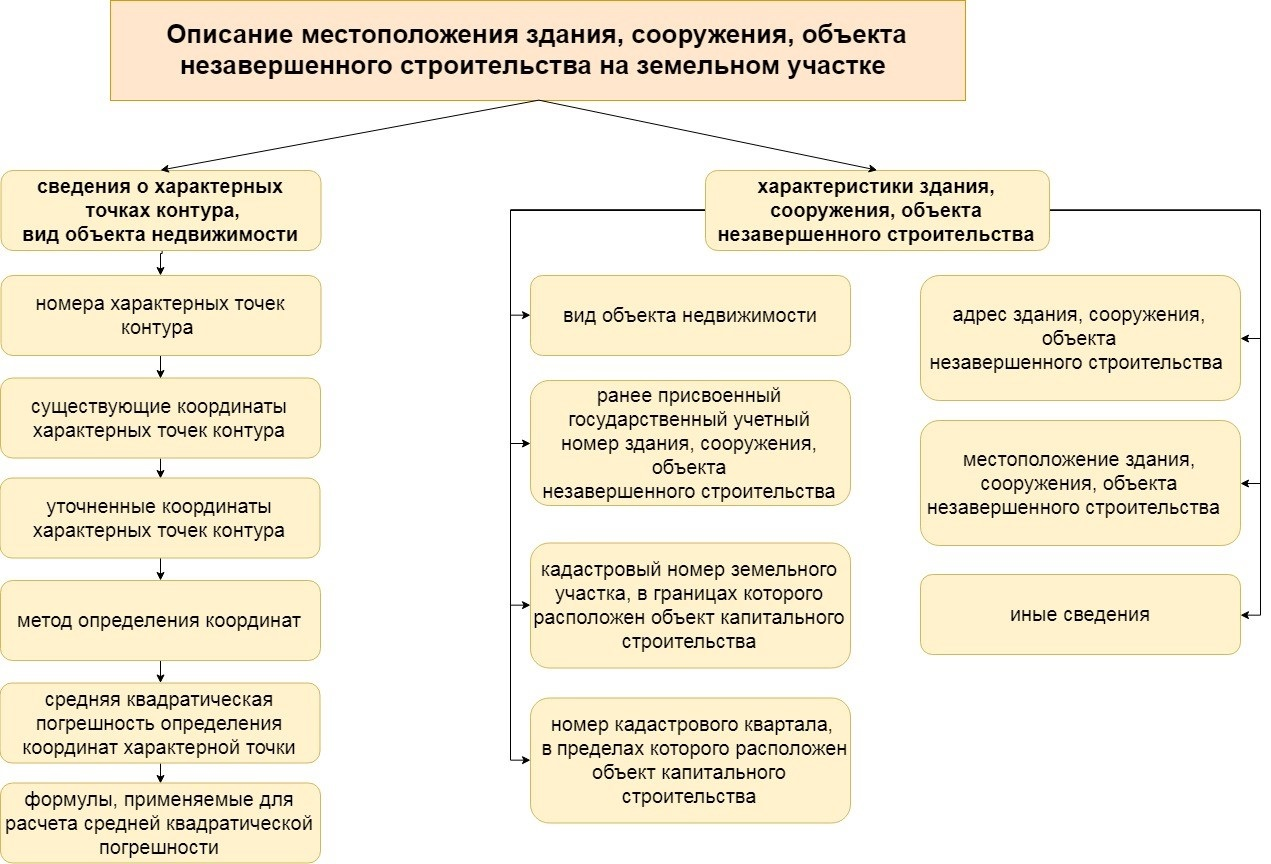 Описание местоположения здания, сооружения, объекта
незавершенного строительства на земельном участке
сведения о характерных
точках контура,
вид объекта недвижимости
номера характерных точек
контура
существующие координаты
характерных точек контура
уточненные координаты
характерных точек контура
метод определения координат
средняя квадратическая
погрешность определения
координат характерной точки
формулы, применяемые для
расчета средней квадратической
погрешности
характеристики здания,
сооружения, объекта
незавершенного строительства
вид объекта недвижимости
ранее присвоенный
государственный учетный
номер здания, сооружения,
объекта
незавершенного строительства
кадастровый номер земельного
участка, в границах которого
расположен объект капитального
строительства
номер кадастрового квартала,
в пределах которого расположен
объект капитального
строительства
адрес здания, сооружения,
объекта
незавершенного строительства
местоположение здания,
сооружения, объекта
незавершенного строительства
иные сведения